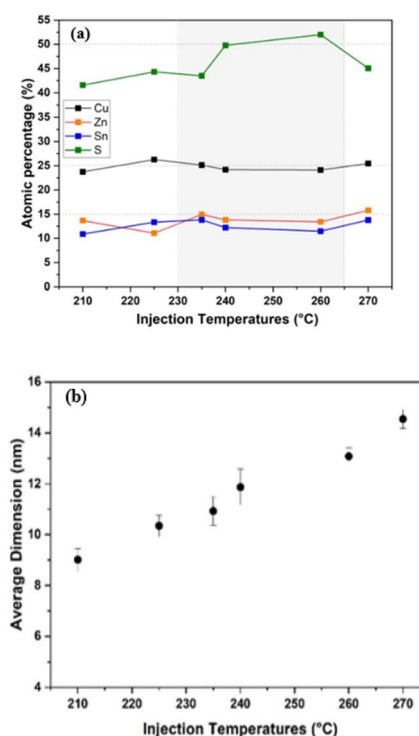 (a)
55
50
45
40
35
30
25
20
15
10
5
0
Atomic percentage (%)
Cu
Zn
Sn
S
210 220 230 240 250 260 270
Injection Temperatures (°C)
(b)
16
14
12
10
8
6
4
Average Dimension (nm)
210 220 230 240 250 260 270
Injection Temperatures (°C)